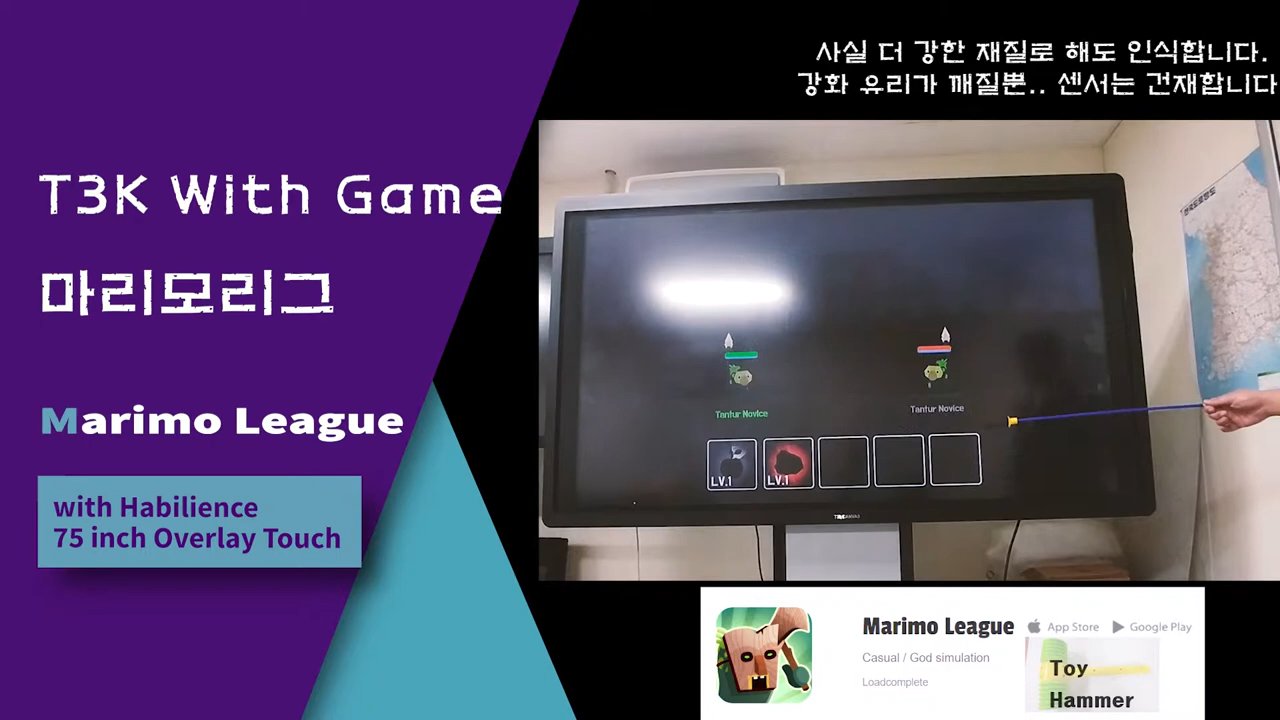 사실 더 강한 재질로 해도 인식합니다.
강화 유리가 깨질뿐.. 센서는 건재합니다
T3K With Game
마리모리그
Marimo League
with Habilience
75 inch Overlay Touch
Tantur Novice
Tantur Novice
LV.1
LV.1
Marimo League
App Store
Google Play
Casual / God simulation
Loadcomplete
Toy
Hammer